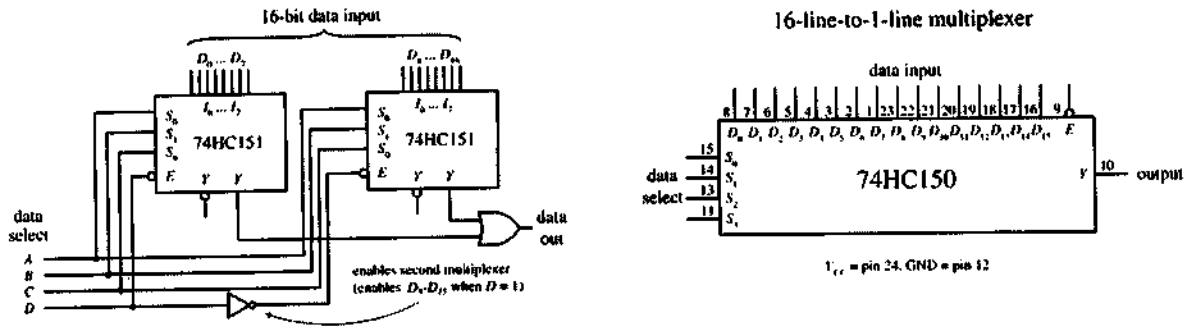 16-bit data input
D0 ... D7
I0 ... I7
S0
S1
S0
74HC151
E
Y
Y
I0 ... I7
S0
S1
S0
74HC151
E
Y
Y
data
select
A
B
C
D
data
out
enables second multiplexer
(enables D8-D15 when D = 1)
16-line-to-1-line multiplexer
data input
8 7 6 5 4 3 2 1 23 22 21 20 19 18 17 16 9
D0 D1 D2 D3 D4 D5 D6 D7 D8 D9 D10 D11 D12 D13 D14 D15 E
15 S0
14 S1
13 S2
11 S3
data
select
74HC150
Y
10
output
Vcc = pin 24, GND = pin 12